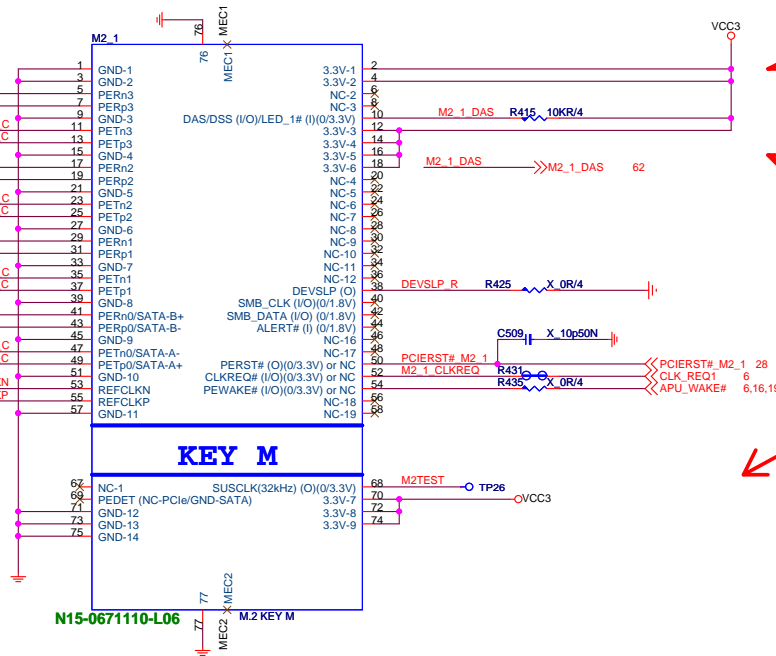 MEC1
VCC3
M2_1
76
76
MEC1
1 GND-1 3.3V-1 2
3 GND-2 3.3V-2 4
5 PERn3 NC-2 6
7 PERp3 NC-3 8
9 GND-3 DAS/DSS (I/O)/LED_1# (I)(0/3.3V) 10 M2_1_DAS R415 10KR/4
C 11 PETn3 3.3V-3 12
C 13 PETp3 3.3V-4 14
15 GND-4 3.3V-5 16
17 PERn2 3.3V-6 18 M2_1_DAS M2_1_DAS 62
19 PERp2 NC-4 20
21 GND-5 NC-5 22
C 23 PETn2 NC-6 24
C 25 PETp2 NC-7 26
27 GND-6 NC-8 28
29 PERn1 NC-9 30
31 PERp1 NC-10 32
33 GND-7 NC-11 34
C 35 PETn1 NC-12 36
C 37 PETp1 DEVSLP (O) 38 DEVSLP_R R425 X_0R/4
39 GND-8 SMB_CLK (I/O)(0/1.8V) 40
41 PERn0/SATA-B+ SMB_DATA (I/O) (0/1.8V) 42
43 PERp0/SATA-B- ALERT# (I) (0/1.8V) 44
45 GND-9 NC-16 46 C509 X_10p50N
C 47 PETn0/SATA-A- NC-17 48
C 49 PETp0/SATA-A+ PERST# (O)(0/3.3V) or NC 50 PCIERST#_M2_1 PCIERST#_M2_1 28
51 GND-10 CLKREQ# (I/O)(0/3.3V) or NC 52 M2_1_CLKREQ R431 CLK_REQ1 6
KN 53 REFCLKN PEWAKE# (I/O)(0/3.3V) or NC 54 R435 X_0R/4 APU_WAKE# 6,16,19
KP 55 REFCLKP NC-18 56
57 GND-11 NC-19 58
KEY M
67 NC-1 SUSCLK(32kHz) (O)(0/3.3V) 68 M2TEST TP26
69 PEDET (NC-PCIe/GND-SATA) 3.3V-7 70 VCC3
71 GND-12 3.3V-8 72
73 GND-13 3.3V-9 74
75 GND-14
77
MEC2
N15-0671110-L06
M.2 KEY M
77
MEC2